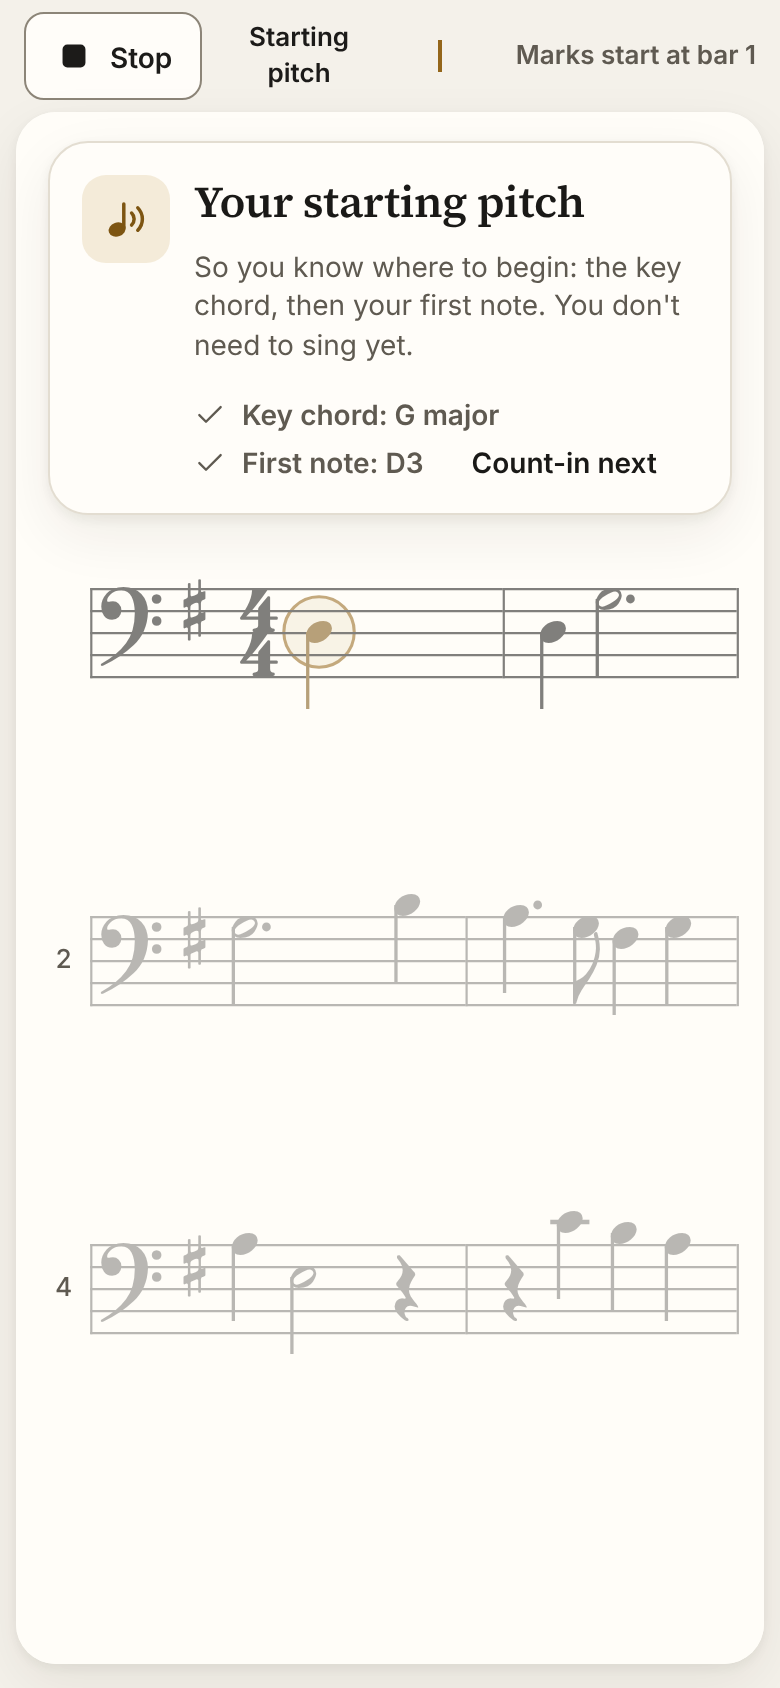 Stop
Starting
pitch
Marks start at bar 1
Your starting pitch
So you know where to begin: the key
chord, then your first note. You don't
need to sing yet.
Key chord: G major
First note: D3 Count-in next
4
4
2
4